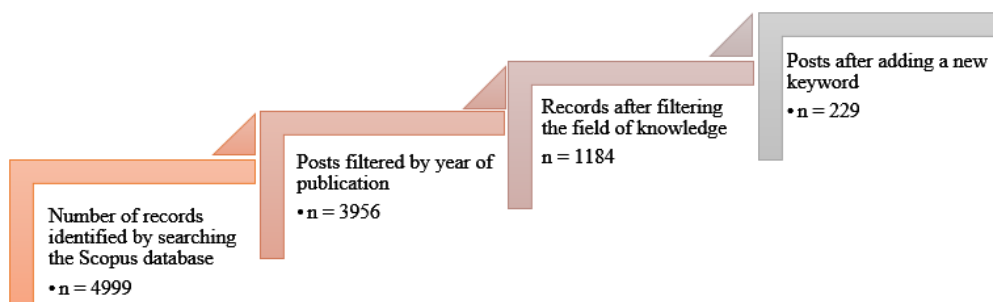 Number of records
identified by searching
the Scopus database
• n = 4999
Posts filtered by year of
publication
• n = 3956
Records after filtering
the field of knowledge
n = 1184
Posts after adding a new
keyword
• n = 229